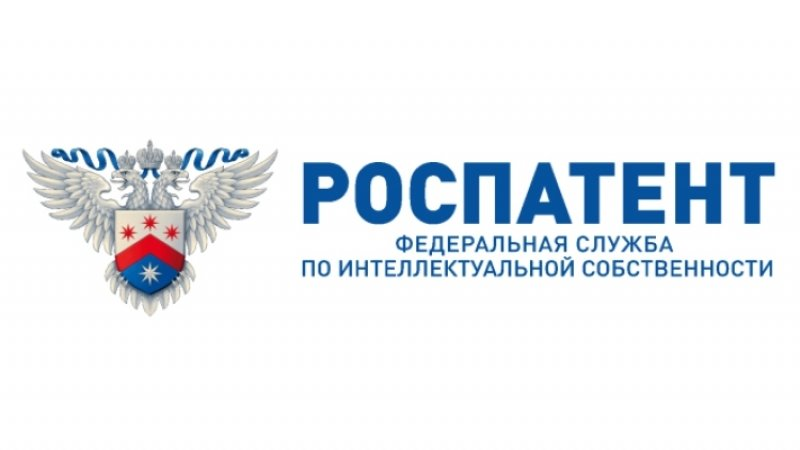 РОСПАТЕНТ
ФЕДЕРАЛЬНАЯ СЛУЖБА
ПО ИНТЕЛЛЕКТУАЛЬНОЙ СОБСТВЕННОСТИ